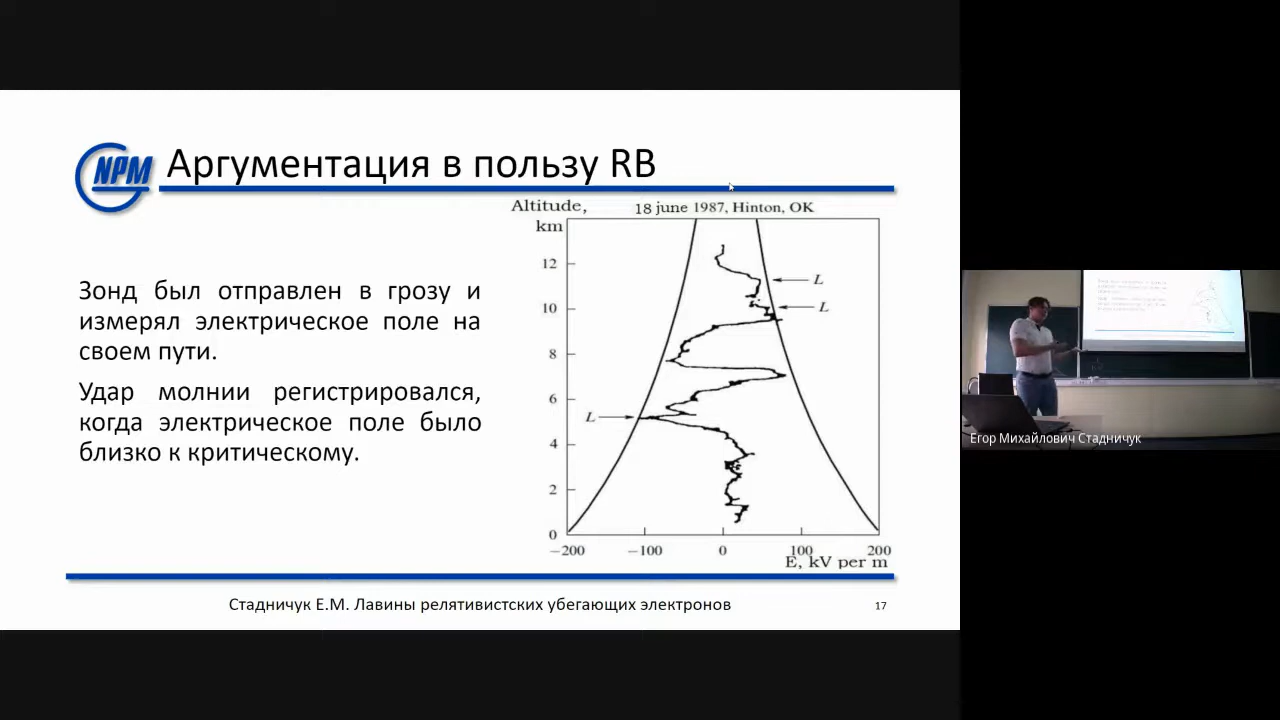 NPM
Аргументация в пользу RB
Зонд был отправлен в грозу и
измерял электрическое поле на
своем пути.
Удар молнии регистрировался,
когда электрическое поле было
близко к критическому.
Altitude,
km
18 june 1987, Hinton, OK
12
10
8
6
4
2
0
L
L
L
−200
−100
0
100
200
E, kV per m
Стадничук Е.М. Лавины релятивистских убегающих электронов
17
Егор Михайлович Стадничук